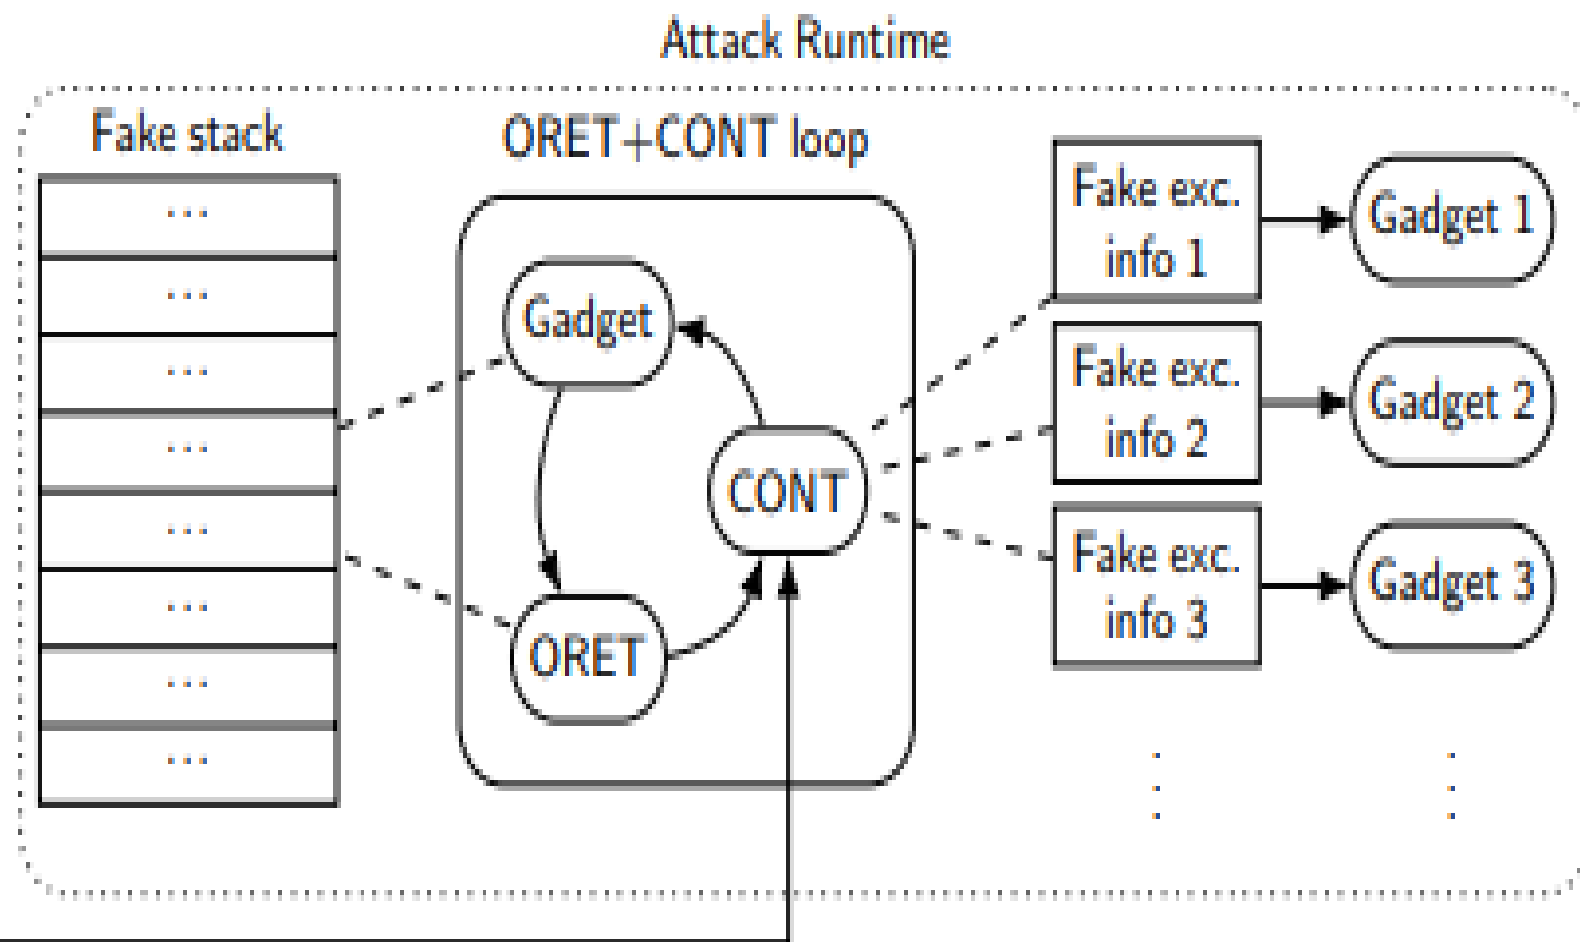 Attack Runtime
Fake stack
...
...
...
...
...
...
...
...
ORET+CONT loop
Gadget
CONT
ORET
Fake exc.
info 1
Gadget 1
Fake exc.
info 2
Gadget 2
Fake exc.
info 3
Gadget 3